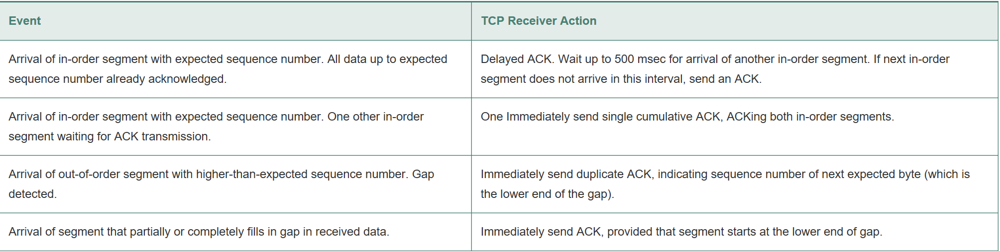 Event
TCP Receiver Action
Arrival of in-order segment with expected sequence number. All data up to expected
sequence number already acknowledged.
Delayed ACK. Wait up to 500 msec for arrival of another in-order segment. If next in-order
segment does not arrive in this interval, send an ACK.
Arrival of in-order segment with expected sequence number. One other in-order
segment waiting for ACK transmission.
One Immediately send single cumulative ACK, ACKing both in-order segments.
Arrival of out-of-order segment with higher-than-expected sequence number. Gap
detected.
Immediately send duplicate ACK, indicating sequence number of next expected byte (which is
the lower end of the gap).
Arrival of segment that partially or completely fills in gap in received data.
Immediately send ACK, provided that segment starts at the lower end of gap.